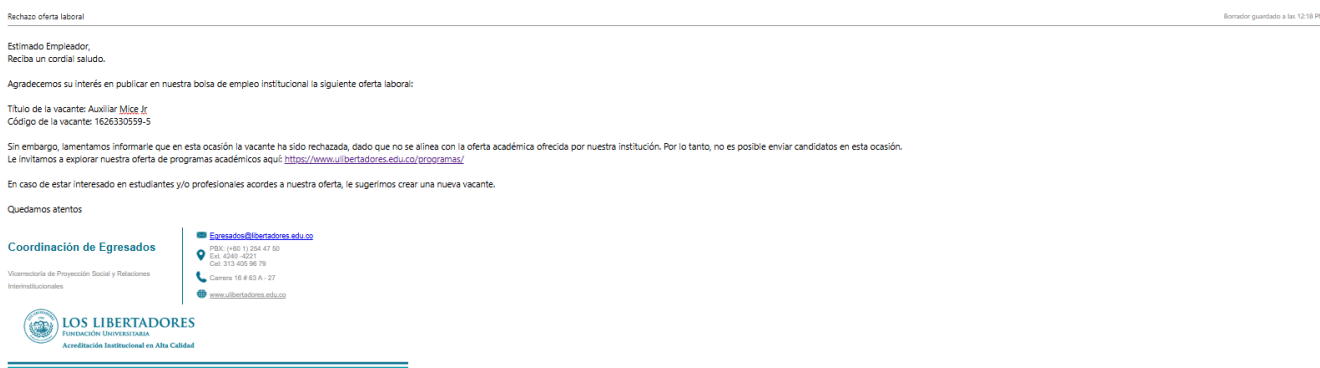 Rechazo oferta laboral
Borrador guardado a las 12:18 PM
Estimado Empleador,
Reciba un cordial saludo.
Agradecemos su interés en publicar en nuestra bolsa de empleo institucional la siguiente oferta laboral:
Título de la vacante: Auxiliar Mice Jr
Código de la vacante: 1626330559-5
Sin embargo, lamentamos informarle que en esta ocasión la vacante ha sido rechazada, dado que no se alinea con la oferta académica ofrecida por nuestra institución. Por lo tanto, no es posible enviar candidatos en esta ocasión.
Le invitamos a explorar nuestra oferta de programas académicos aquí: https://www.ulibertadores.edu.co/programas/
En caso de estar interesado en estudiantes y/o profesionales acordes a nuestra oferta, le sugerimos crear una nueva vacante.
Quedamos atentos
Coordinación de Egresados
Vicerrectoría de Proyección Social y Relaciones
Interinstitucionales
Egresados@libertadores.edu.co
PBX: (+60 1) 254 47 50
Ext. 4240 -4221
Cel: 313 405 96 79
Carrera 16 # 63 A - 27
www.ulibertadores.edu.co
LOS LIBERTADORES
FUNDACIÓN UNIVERSITARIA
Acreditación Institucional en Alta Calidad